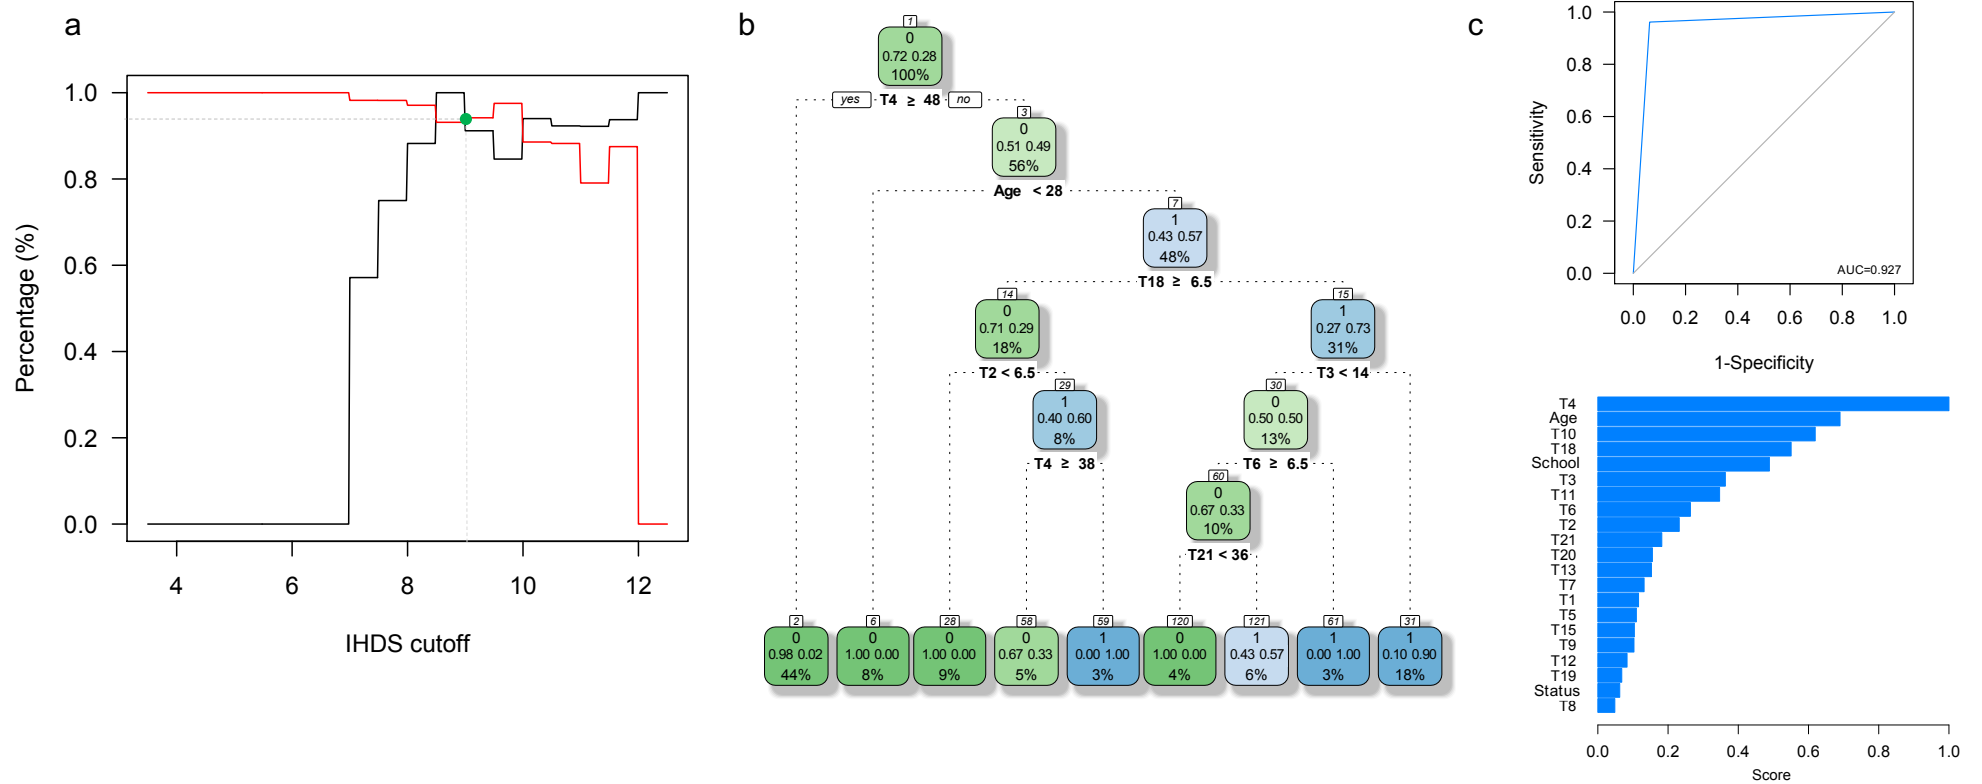 a
1.0
0.8
0.6
0.4
0.2
0.0
Percentage (%)
4 6 8 10 12
IHDS cutoff
b
1
0
0.72 0.28
100%
yes T4 ≥ 48 no
3
0
0.51 0.49
56%
Age < 28
7
1
0.43 0.57
48%
T18 ≥ 6.5
14
0
0.71 0.29
18%
T2 < 6.5
15
1
0.27 0.73
31%
T3 < 14
29
1
0.40 0.60
8%
T4 ≥ 38
30
0
0.50 0.50
13%
T6 ≥ 6.5
60
0
0.67 0.33
10%
T21 < 36
2
0
0.98 0.02
44%
6
0
1.00 0.00
8%
28
0
1.00 0.00
9%
58
0
0.67 0.33
5%
59
1
0.00 1.00
3%
120
0
1.00 0.00
4%
121
1
0.43 0.57
6%
61
1
0.00 1.00
3%
31
1
0.10 0.90
18%
c
1.0
0.8
0.6
0.4
0.2
0.0
Sensitivity
AUC=0.927
0.0 0.2 0.4 0.6 0.8 1.0
1-Specificity
T4
Age
T10
T18
School
T3
T11
T6
T2
T21
T20
T13
T7
T1
T5
T15
T9
T12
T19
Status
T8
0.0 0.2 0.4 0.6 0.8 1.0
Score